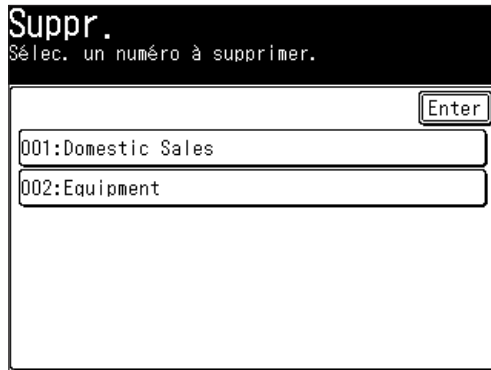 Suppr.
Sélec. un numéro à supprimer.
Enter
001:Domestic Sales
002:Equipment